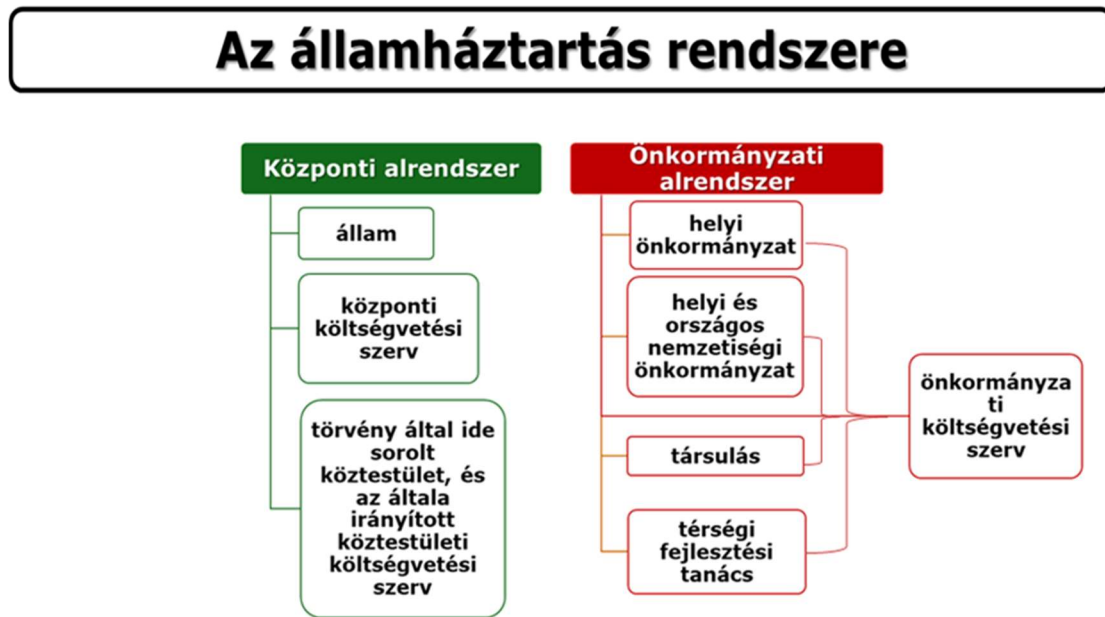 Az államháztartás rendszere
Központi alrendszer
állam
központi
költségvetési
szerv
törvény által ide
sorolt
köztestület, és
az általa
irányított
köztestületi
költségvetési
szerv
Önkormányzati
alrendszer
helyi
önkormányzat
helyi és
országos
nemzetiségi
önkormányzat
társulás
térségi
fejlesztési
tanács
önkormányza
ti
költségvetési
szerv